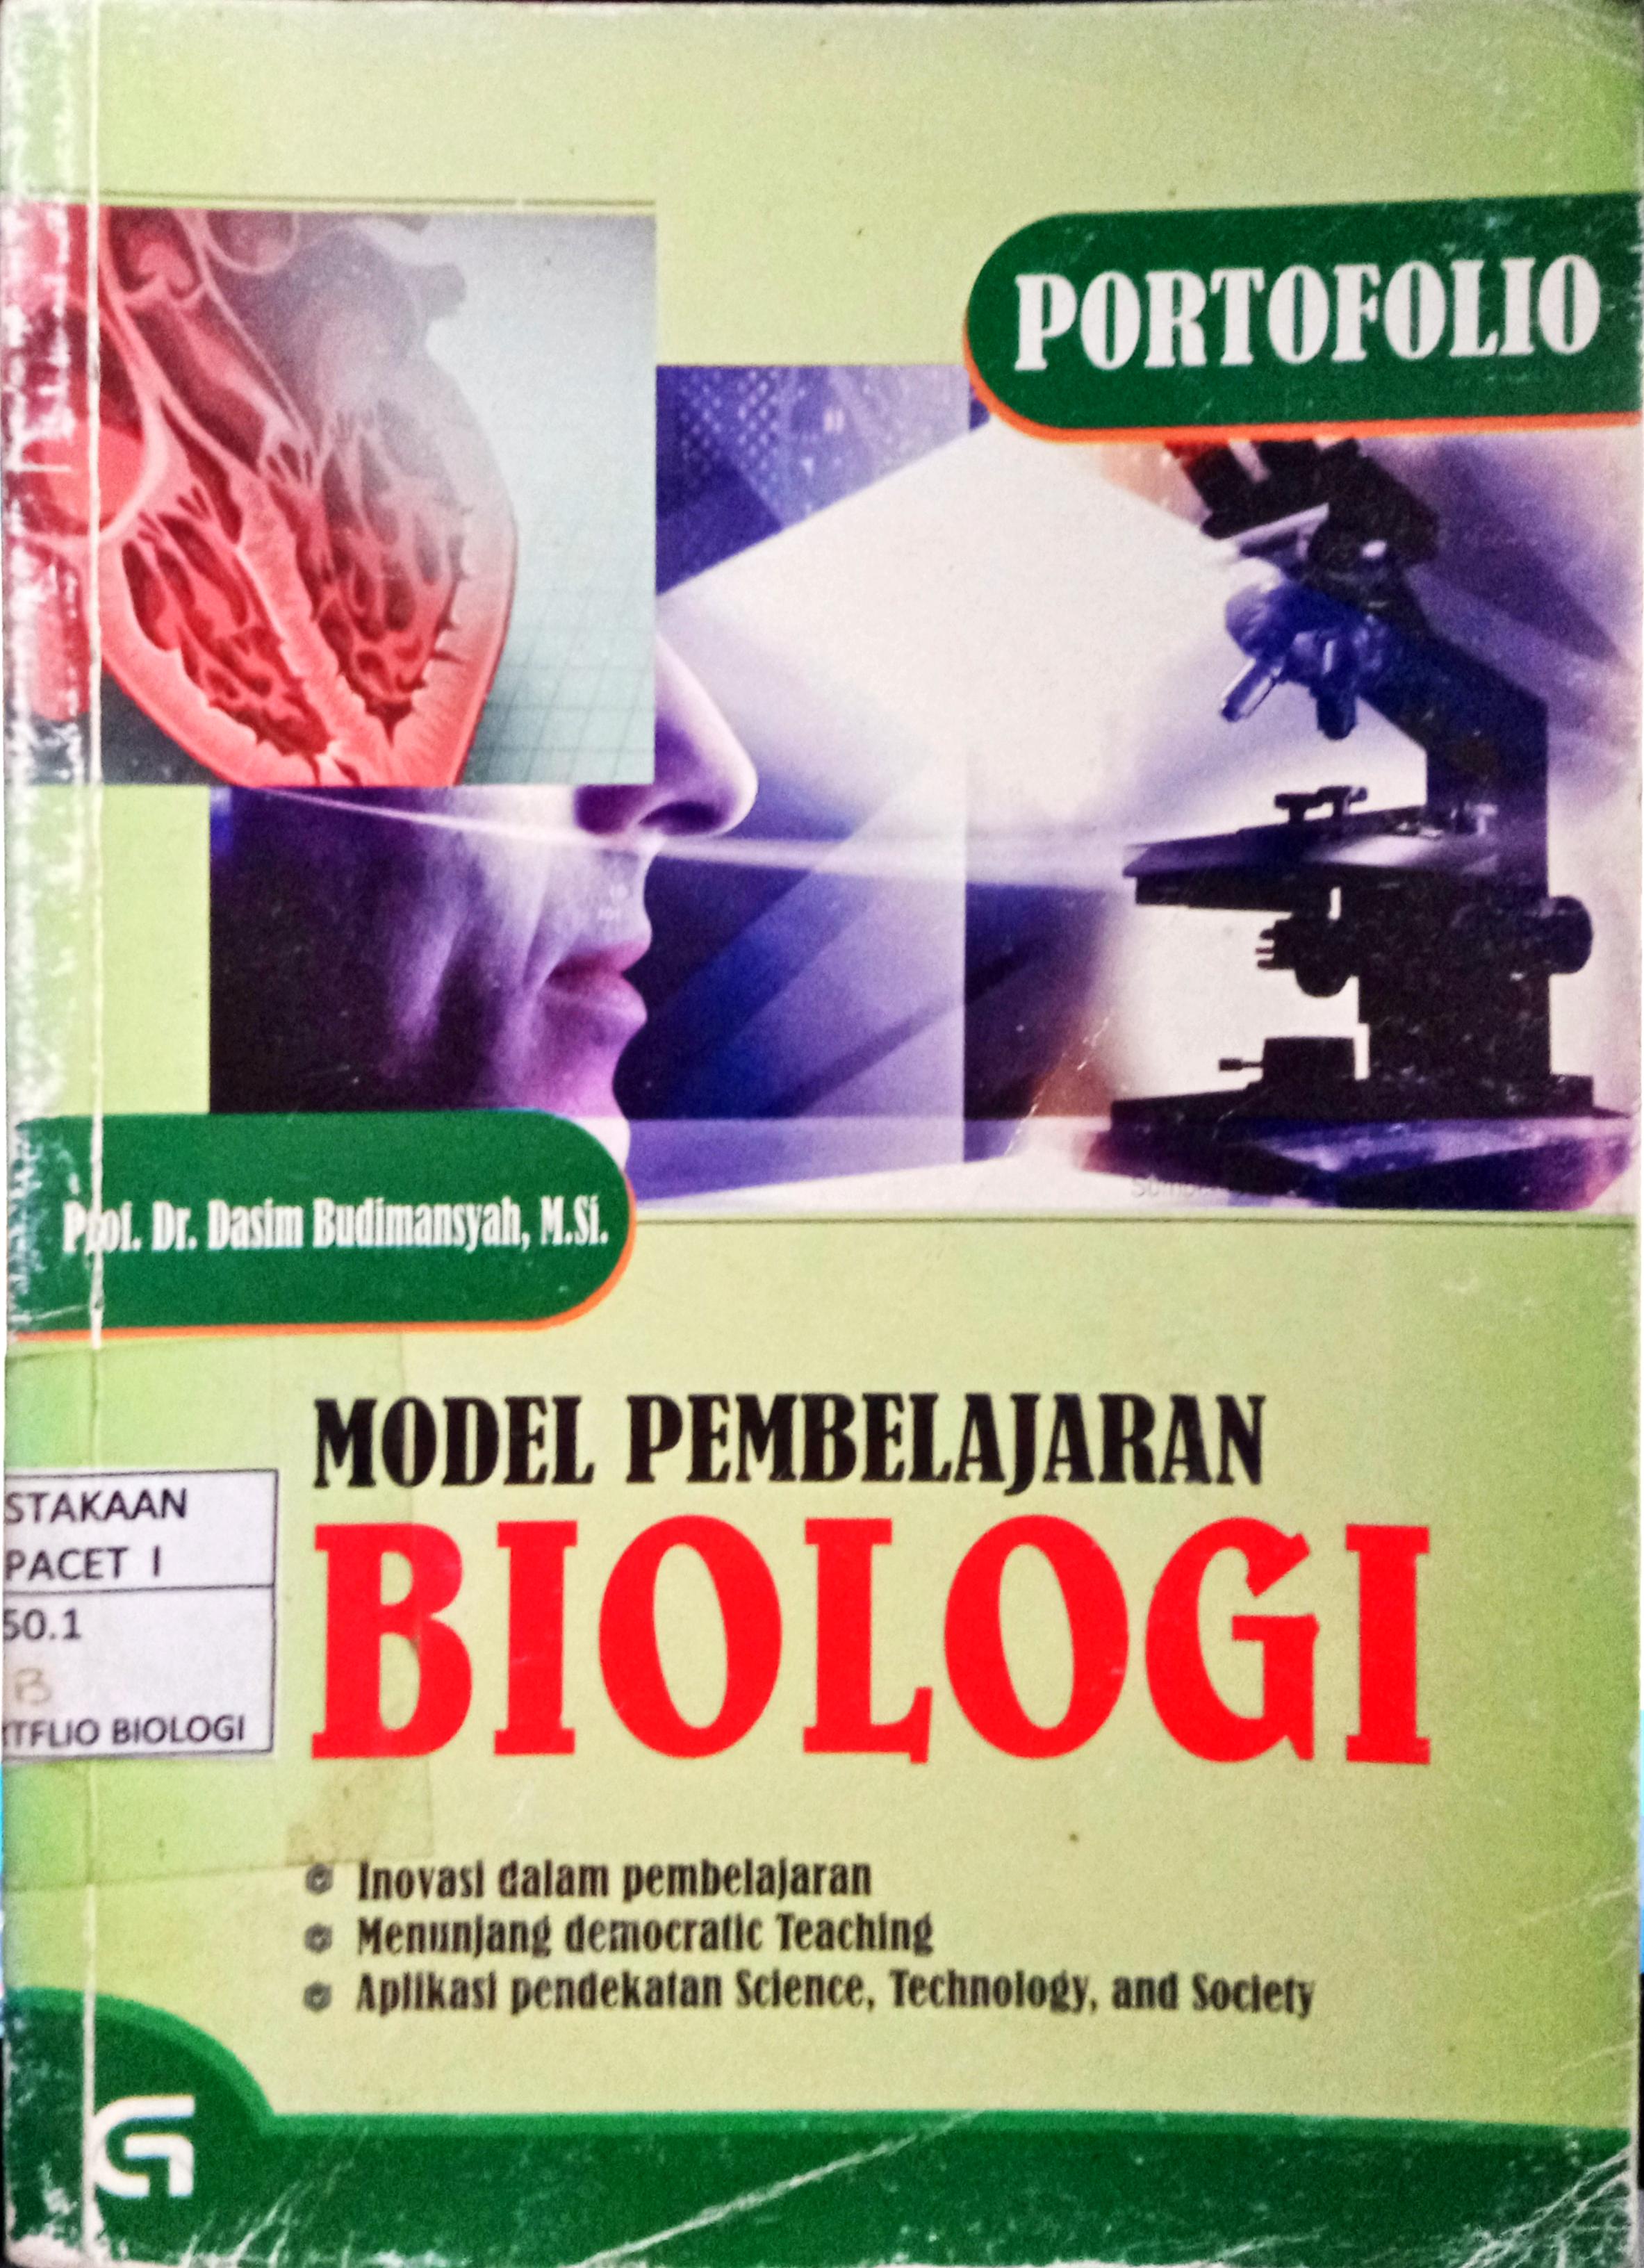 PORTOFOLIO
Prof. Dr. Dasim Budimansyah, M.Si.
MODEL PEMBELAJARAN
BIOLOGI
STAKAAN
PACET I
50.1
B
TFLIO BIOLOGI
Inovasi dalam pembelajaran
Menunjang democratic Teaching
Aplikasi pendekatan Science, Technology, and Society